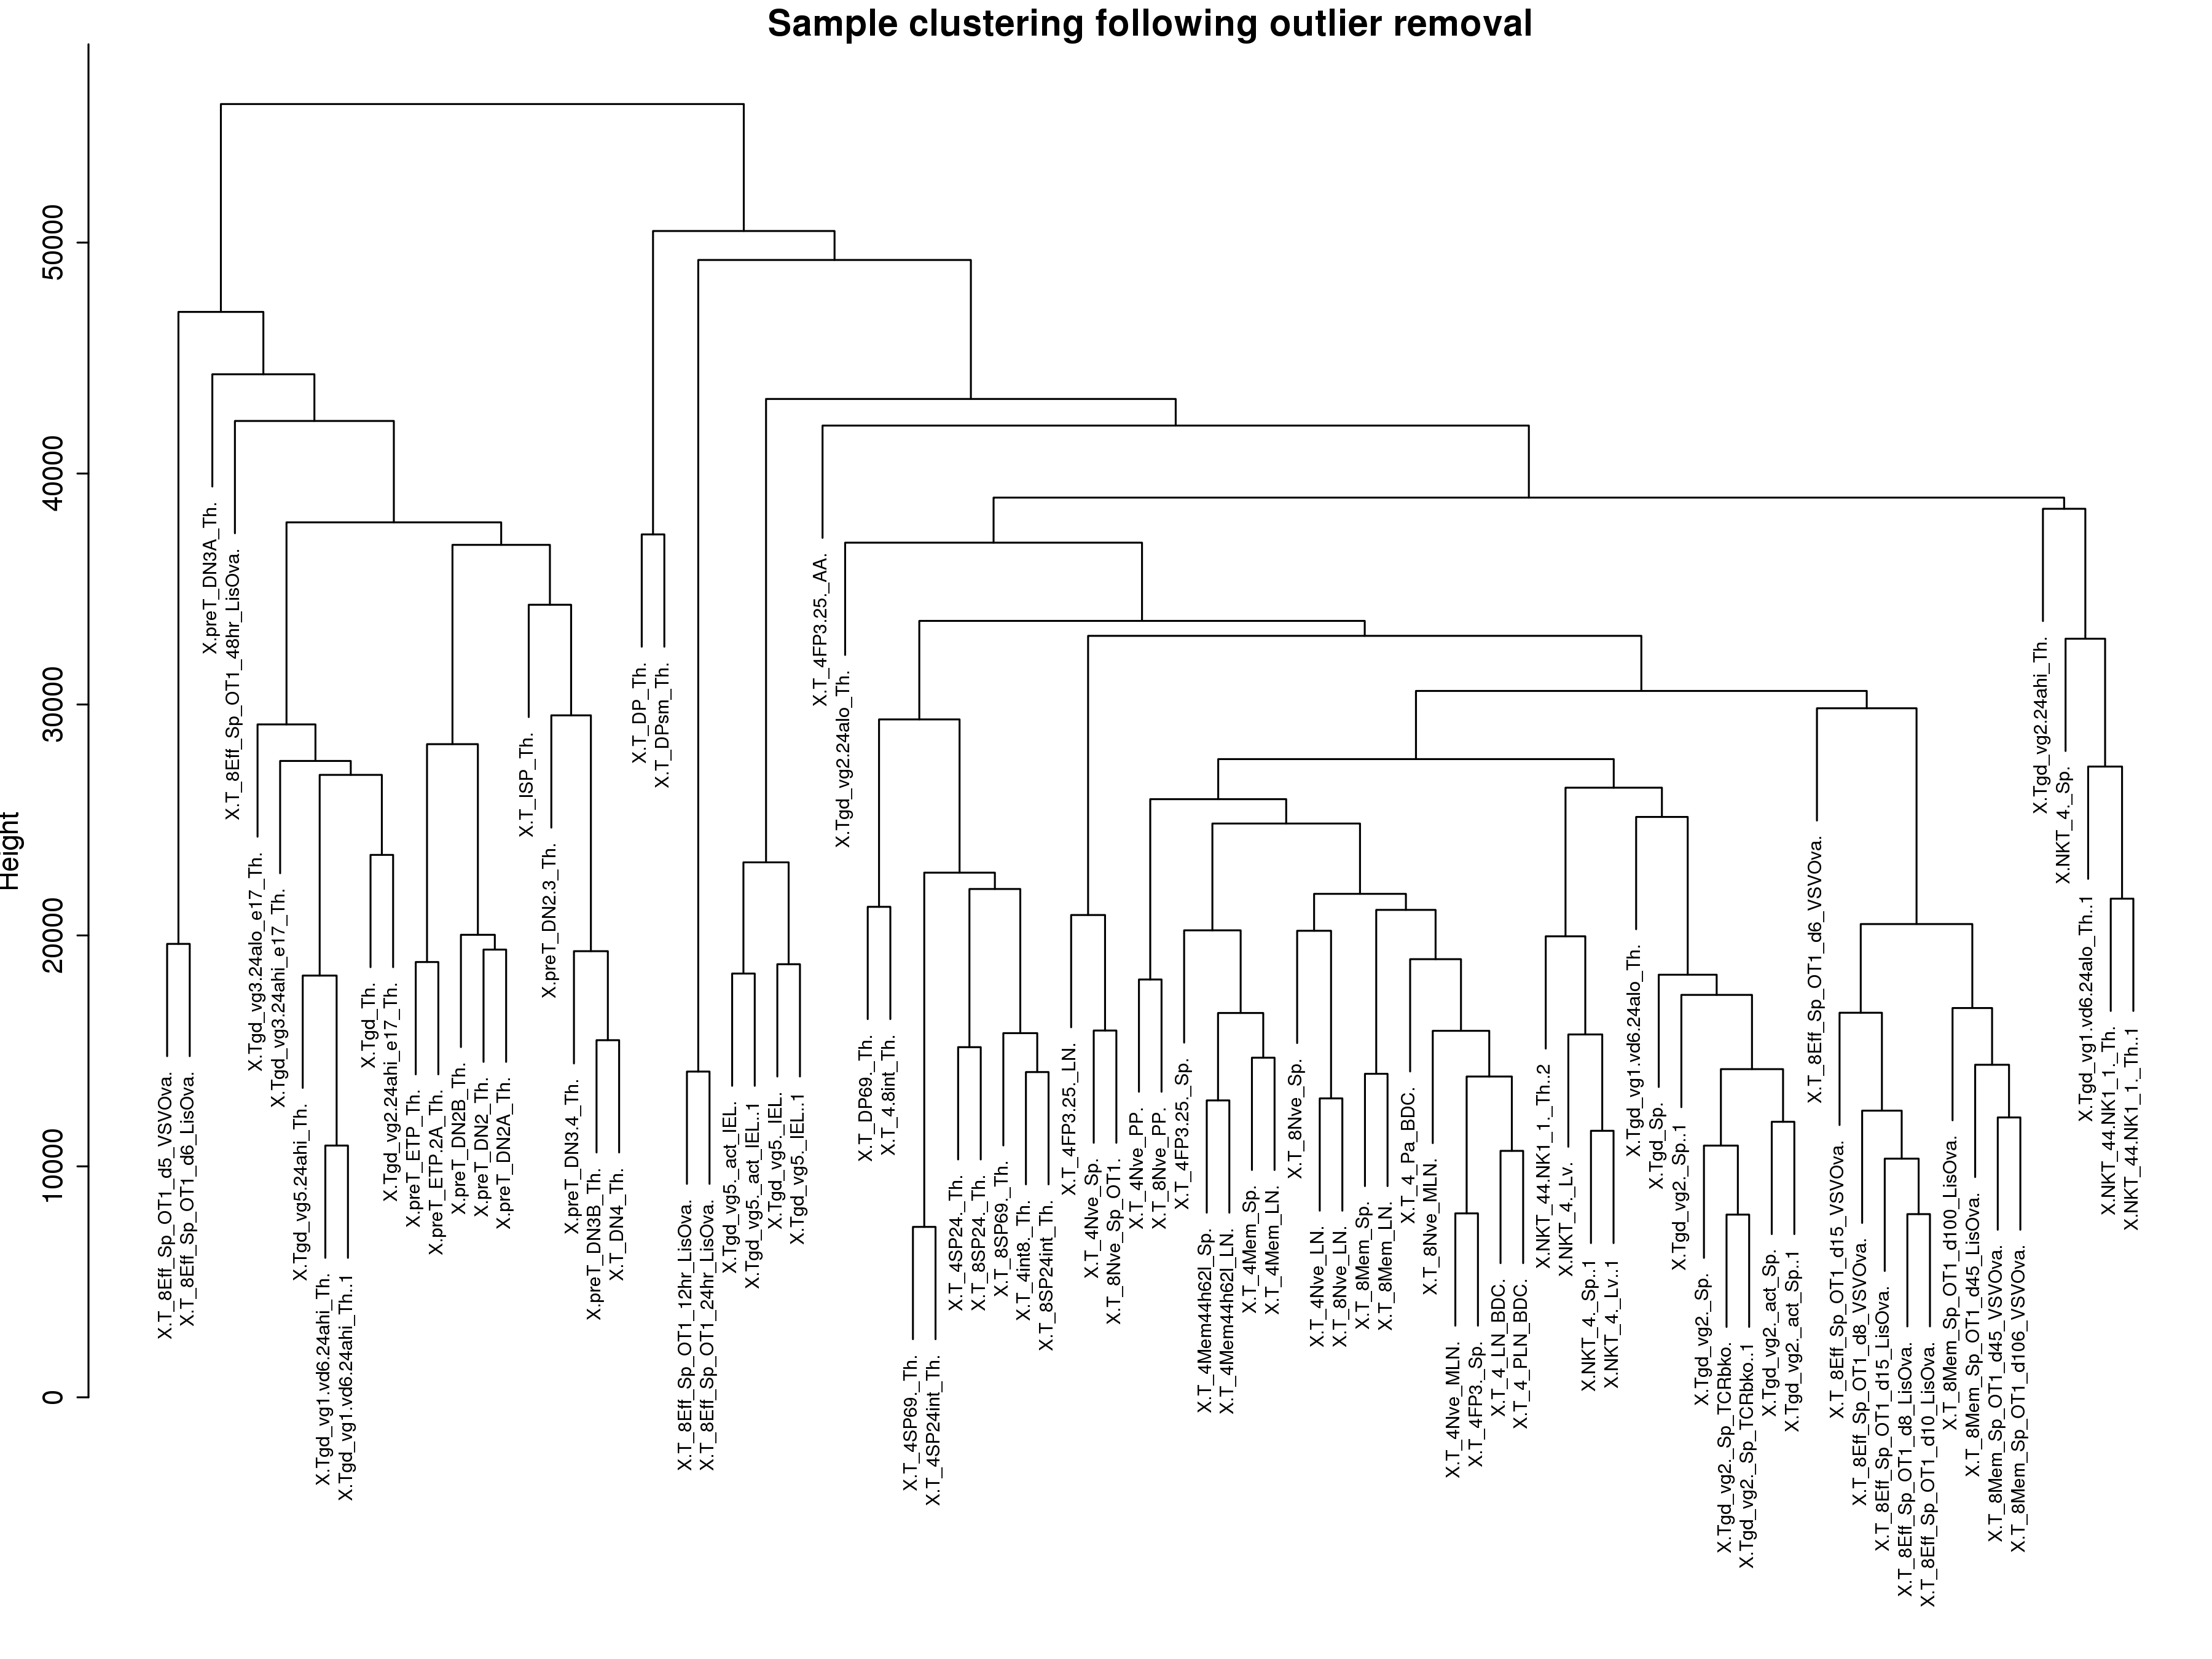 Sample clustering following outlier removal
Height
50000
40000
30000
20000
10000
0
X.T_8Eff_Sp_OT1_d5_VSVOva.
X.T_8Eff_Sp_OT1_d6_LisOva.
X.preT_DN3A_Th.
X.T_8Eff_Sp_OT1_48hr_LisOva.
X.Tgd_vg3.24alo_e17_Th.
X.Tgd_vg3.24ahi_e17_Th.
X.Tgd_vg5.24ahi_Th.
X.Tgd_vg1.vd6.24ahi_Th.
X.Tgd_vg1.vd6.24ahi_Th..1
X.Tgd_Th.
X.Tgd_vg2.24ahi_e17_Th.
X.preT_ETP_Th.
X.preT_ETP.2A_Th.
X.preT_DN2B_Th.
X.preT_DN2_Th.
X.preT_DN2A_Th.
X.T_ISP_Th.
X.preT_DN2.3_Th.
X.preT_DN3.4_Th.
X.preT_DN3B_Th.
X.T_DN4_Th.
X.T_DP_Th.
X.T_DPsm_Th.
X.T_8Eff_Sp_OT1_12hr_LisOva.
X.T_8Eff_Sp_OT1_24hr_LisOva.
X.Tgd_vg5._act_IEL.
X.Tgd_vg5._act_IEL..1
X.Tgd_vg5._IEL.
X.Tgd_vg5._IEL..1
X.T_4FP3.25._AA.
X.Tgd_vg2.24alo_Th.
X.T_DP69._Th.
X.T_4.8int_Th.
X.T_4SP69._Th.
X.T_4SP24int_Th.
X.T_4SP24._Th.
X.T_8SP24._Th.
X.T_8SP69._Th.
X.T_4int8._Th.
X.T_8SP24int_Th.
X.T_4FP3.25._LN.
X.T_4Nve_Sp.
X.T_8Nve_Sp_OT1.
X.T_4Nve_PP.
X.T_8Nve_PP.
X.T_4FP3.25._Sp.
X.T_4Mem44h62l_Sp.
X.T_4Mem44h62l_LN.
X.T_4Mem_Sp.
X.T_4Mem_LN.
X.T_8Nve_Sp.
X.T_4Nve_LN.
X.T_8Nve_LN.
X.T_8Mem_Sp.
X.T_8Mem_LN.
X.T_4_Pa_BDC.
X.T_8Nve_MLN.
X.T_4Nve_MLN.
X.T_4FP3._Sp.
X.T_4_LN_BDC.
X.T_4_PLN_BDC.
X.NKT_44.NK1.1._Th..2
X.NKT_4._Lv.
X.NKT_4._Sp..1
X.NKT_4._Lv..1
X.Tgd_vg1.vd6.24alo_Th.
X.Tgd_Sp.
X.Tgd_vg2._Sp..1
X.Tgd_vg2._Sp.
X.Tgd_vg2._Sp_TCRbko.
X.Tgd_vg2._Sp_TCRbko..1
X.Tgd_vg2._act_Sp.
X.Tgd_vg2._act_Sp..1
X.T_8Eff_Sp_OT1_d6_VSVOva.
X.T_8Eff_Sp_OT1_d15_VSVOva.
X.T_8Eff_Sp_OT1_d8_VSVOva.
X.T_8Eff_Sp_OT1_d15_LisOva.
X.T_8Eff_Sp_OT1_d8_LisOva.
X.T_8Eff_Sp_OT1_d10_LisOva.
X.T_8Mem_Sp_OT1_d100_LisOva.
X.T_8Mem_Sp_OT1_d45_LisOva.
X.T_8Mem_Sp_OT1_d45_VSVOva.
X.T_8Mem_Sp_OT1_d106_VSVOva.
X.Tgd_vg2.24ahi_Th.
X.NKT_4._Sp.
X.Tgd_vg1.vd6.24alo_Th..1
X.NKT_44.NK1.1._Th.
X.NKT_44.NK1.1._Th..1